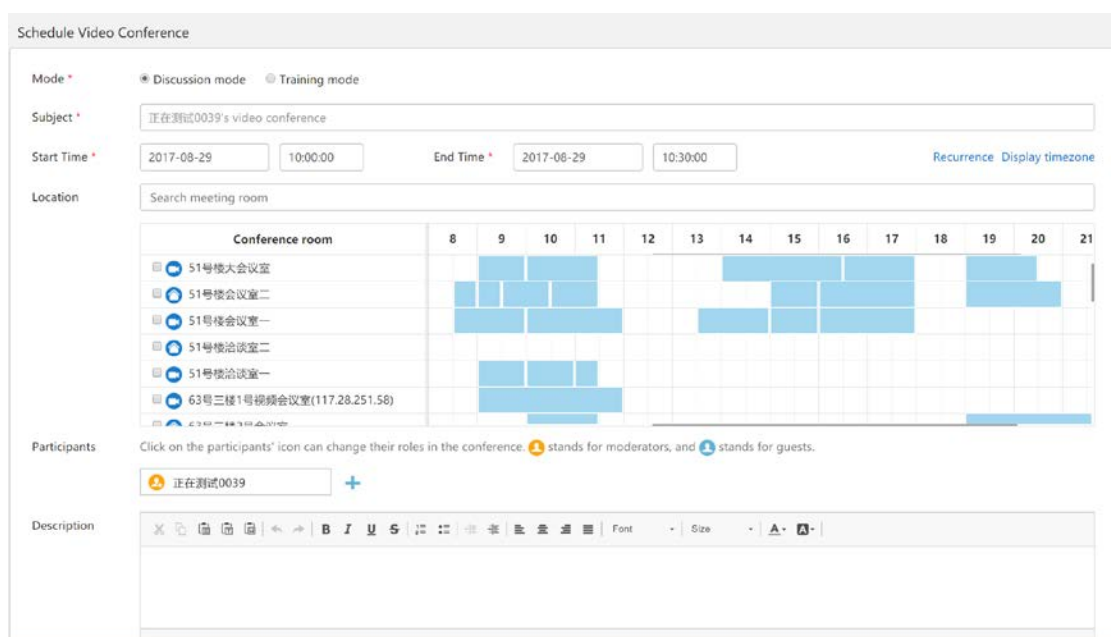 Schedule Video Conference
Mode * Discussion mode Training mode
Subject * 正在测试0039's video conference
Start Time * 2017-08-29 10:00:00 End Time * 2017-08-29 10:30:00 Recurrence Display timezone
Location Search meeting room
Conference room 8 9 10 11 12 13 14 15 16 17 18 19 20 21
51号楼大会议室
51号楼会议室二
51号楼会议室一
51号楼洽谈室二
51号楼洽谈室一
63号三楼1号视频会议室(117.28.251.58)
Participants Click on the participants' icon can change their roles in the conference. stands for moderators, and stands for guests.
正在测试0039
Description B I U S Font Size A A